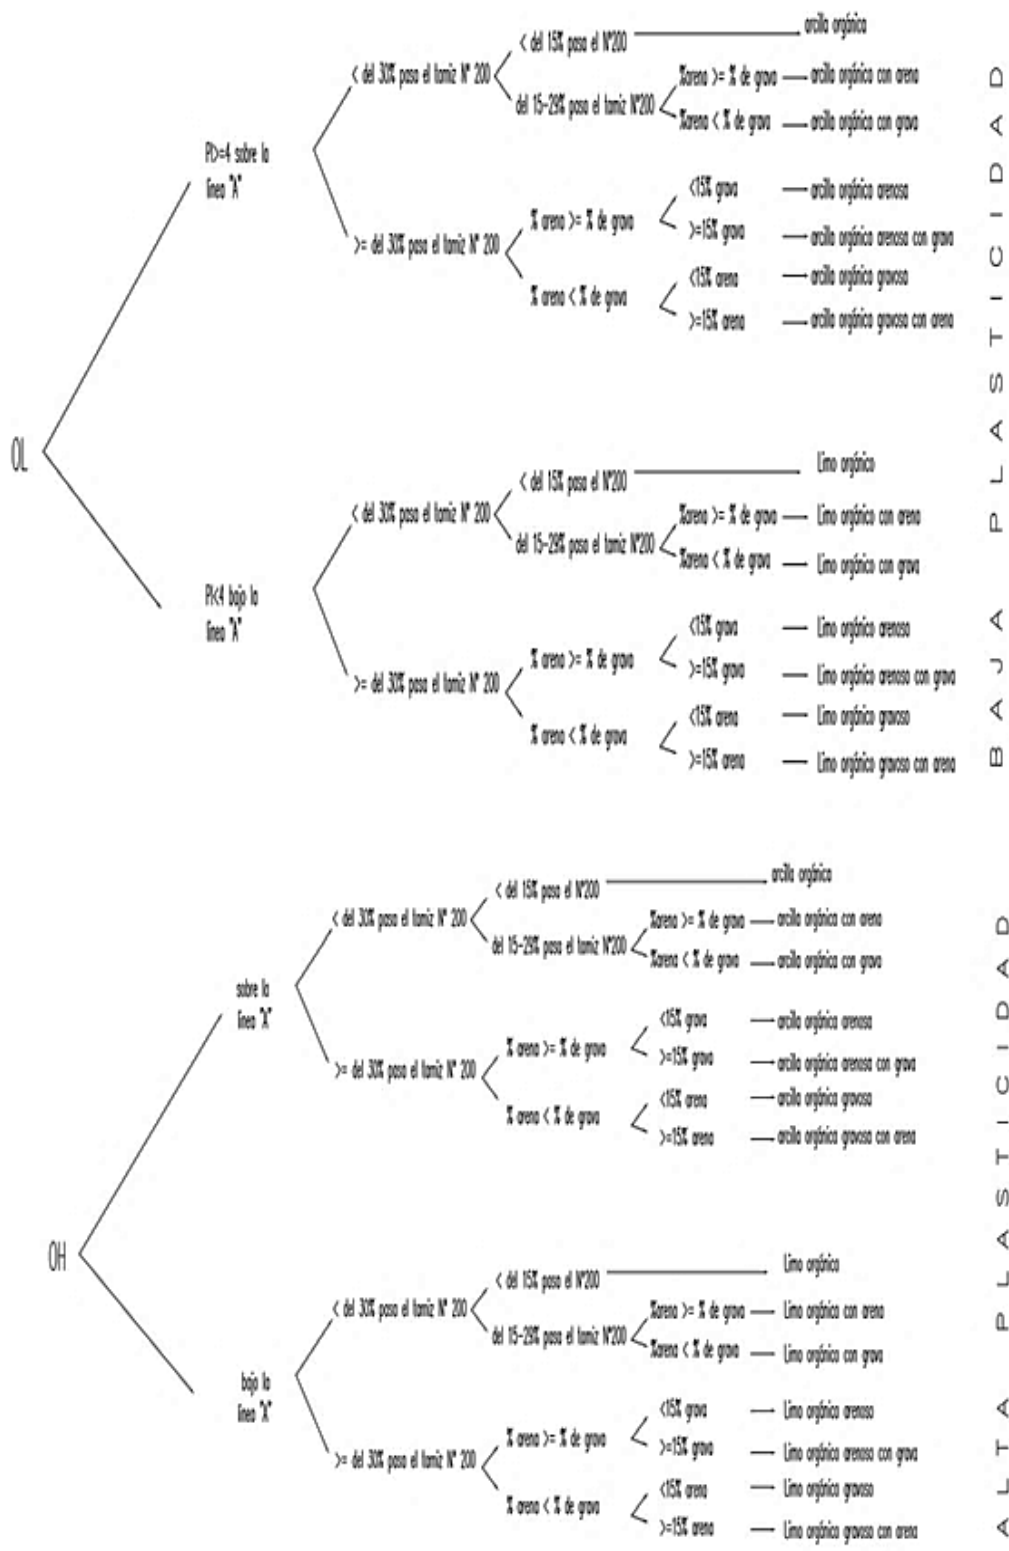 OL
PI>=4 sobre la
linea "A"
< del 30% pasa el tamiz N° 200
< del 15% pasa el N°200
arcilla orgánica
del 15-29% pasa el tamiz N°200
%arena >= % de grava
arcilla orgánica con arena
%arena < % de grava
arcilla orgánica con grava
>= del 30% pasa el tamiz N° 200
% arena >= % de grava
<15% grava
arcilla orgánica arenosa
>=15% grava
arcilla orgánica arenosa con grava
% arena < % de grava
<15% arena
arcilla orgánica gravosa
>=15% arena
arcilla orgánica gravosa con arena
PI<4 bajo la
linea "A"
< del 30% pasa el tamiz N° 200
< del 15% pasa el N°200
Limo orgánico
del 15-29% pasa el tamiz N°200
%arena >= % de grava
Limo orgánico con arena
%arena < % de grava
Limo orgánico con grava
>= del 30% pasa el tamiz N° 200
% arena >= % de grava
<15% grava
Limo orgánico arenoso
>=15% grava
Limo orgánico arenoso con grava
% arena < % de grava
<15% arena
Limo orgánico gravoso
>=15% arena
Limo orgánico gravoso con arena
BAJA PLASTICIDAD
OH
sobre la
linea "A"
< del 30% pasa el tamiz N° 200
< del 15% pasa el N°200
arcilla orgánica
del 15-29% pasa el tamiz N°200
%arena >= % de grava
arcilla orgánica con arena
%arena < % de grava
arcilla orgánica con grava
>= del 30% pasa el tamiz N° 200
% arena >= % de grava
<15% grava
arcilla orgánica arenosa
>=15% grava
arcilla orgánica arenosa con grava
% arena < % de grava
<15% arena
arcilla orgánica gravosa
>=15% arena
arcilla orgánica gravosa con arena
bajo la
linea "A"
< del 30% pasa el tamiz N° 200
< del 15% pasa el N°200
Limo orgánico
del 15-29% pasa el tamiz N°200
%arena >= % de grava
Limo orgánico con arena
%arena < % de grava
Limo orgánico con grava
>= del 30% pasa el tamiz N° 200
% arena >= % de grava
<15% grava
Limo orgánico arenoso
>=15% grava
Limo orgánico arenoso con grava
% arena < % de grava
<15% arena
Limo orgánico gravoso
>=15% arena
Limo orgánico gravoso con arena
ALTA PLASTICIDAD